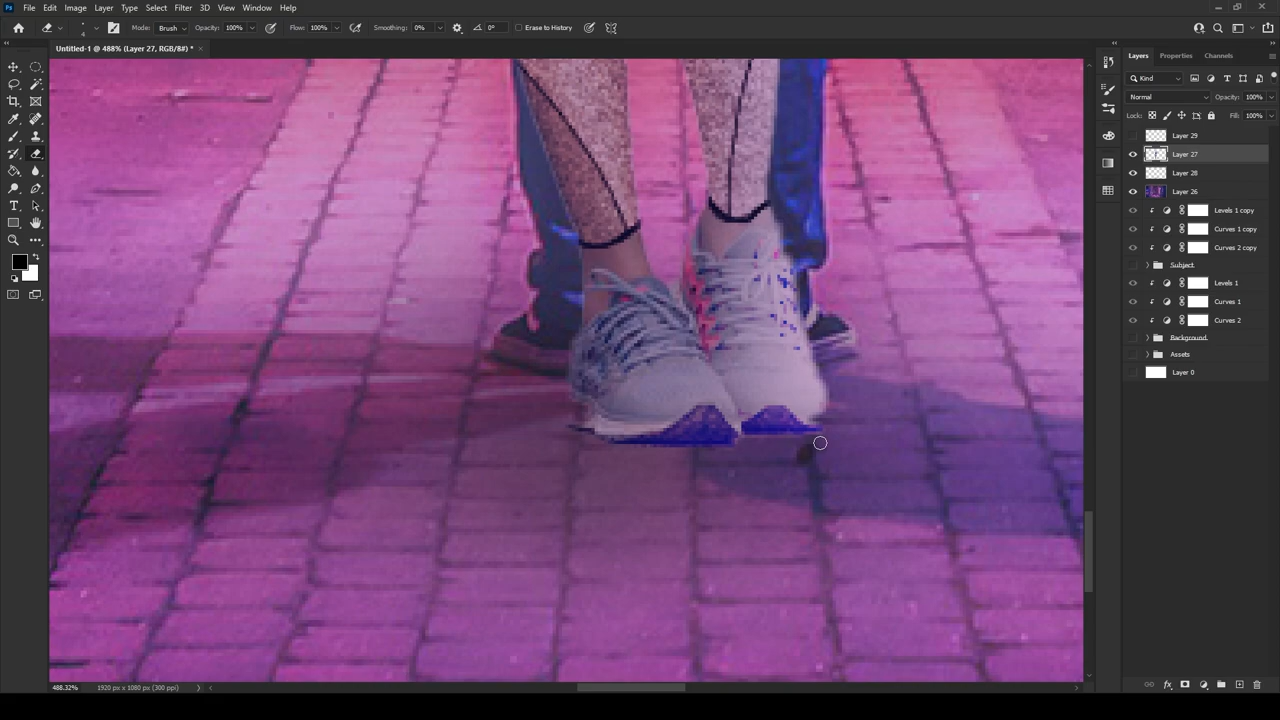 File Edit Image Layer Type Select Filter 3D View Window Help
Mode: Brush Opacity: 100% Flow: 100% Smoothing: 0% 0° Erase to History
4
Untitled-1 @ 488% (Layer 27, RGB/8#) *
Layers Properties Channels
Kind
Normal Opacity: 100%
Lock: Fill: 100%
Layer 29
Layer 27
Layer 28
Layer 26
Levels 1 copy
Curves 1 copy
Curves 2 copy
Subject
Levels 1
Curves 1
Curves 2
Background
Assets
Layer 0
488.32% 1920 px x 1080 px (300 ppi)